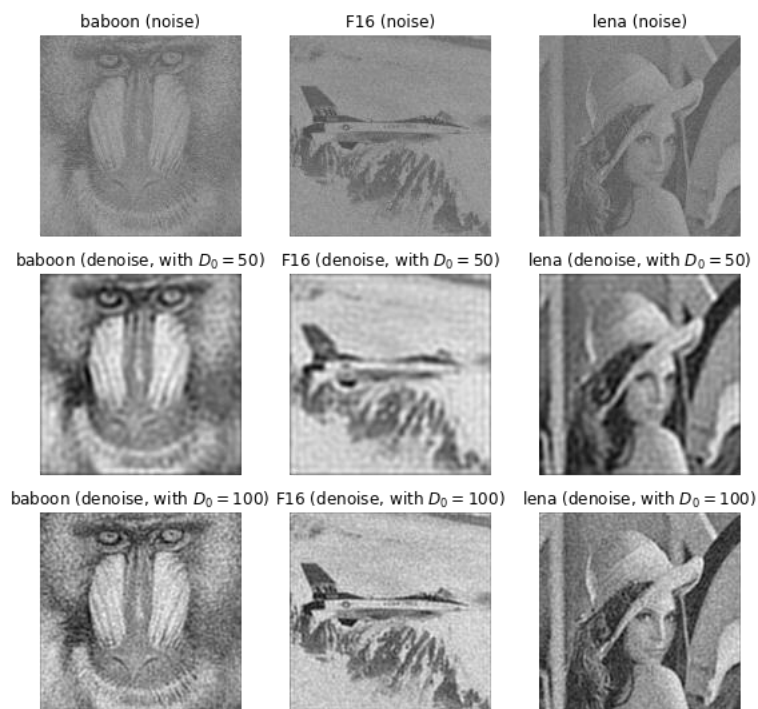 baboon (noise) F16 (noise) lena (noise)
baboon (denoise, with D₀ = 50) F16 (denoise, with D₀ = 50) lena (denoise, with D₀ = 50)
baboon (denoise, with D₀ = 100) F16 (denoise, with D₀ = 100) lena (denoise, with D₀ = 100)